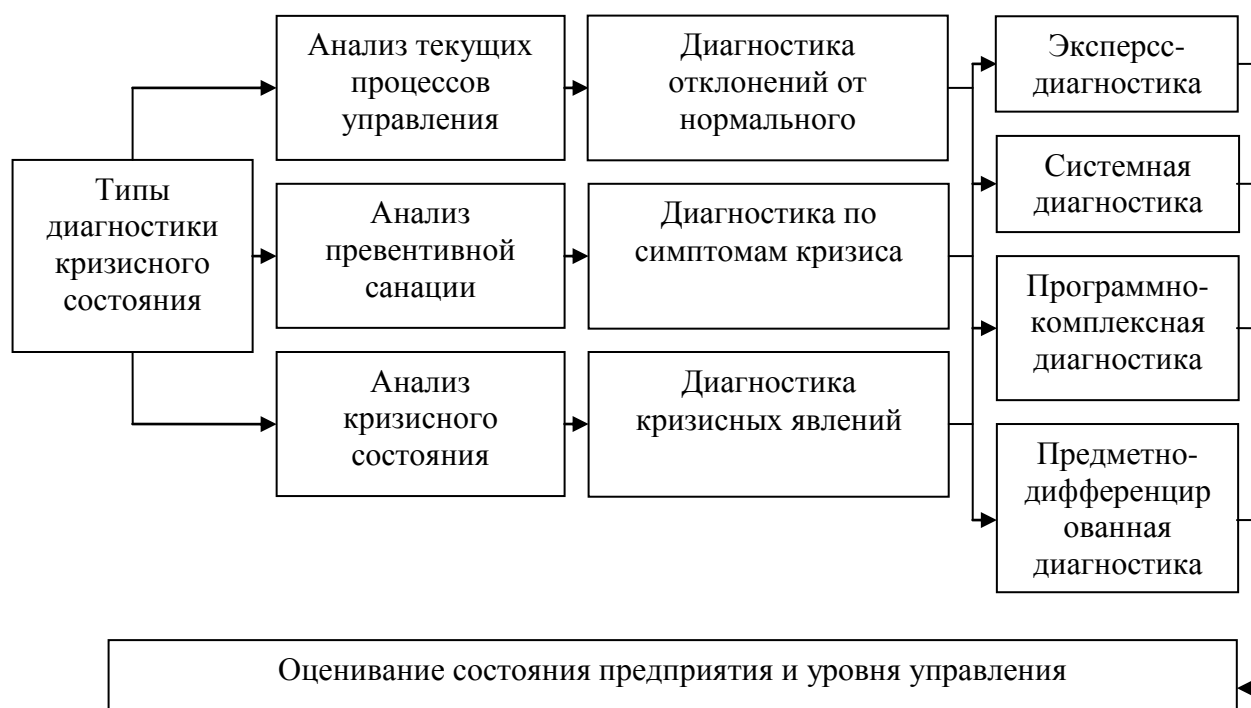 Типы
диагностики
кризисного
состояния
Анализ текущих
процессов
управления
Диагностика
отклонений от
нормального
Анализ
превентивной
санации
Диагностика по
симптомам кризиса
Анализ
кризисного
состояния
Диагностика
кризисных явлений
Эксперсс-
диагностика
Системная
диагностика
Программно-
комплексная
диагностика
Предметно-
дифференцир
ованная
диагностика
Оценивание состояния предприятия и уровня управления